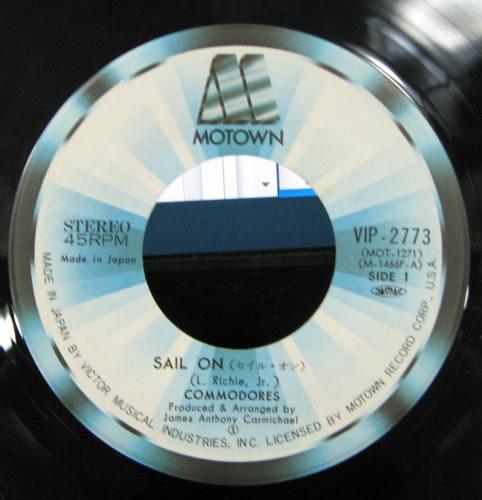 MOTOWN
STEREO
45RPM
Made in Japan
VIP-2773
(MOT-1271)
(M-1466F-A)
SIDE 1
SAIL ON (セイル・オン)
(L. Richie, Jr.)
COMMODORES
Produced & Arranged by
James Anthony Carmichael
MADE IN JAPAN BY VICTOR MUSICAL INDUSTRIES, INC. LICENSED BY MOTOWN RECORD CORP., U.S.A.